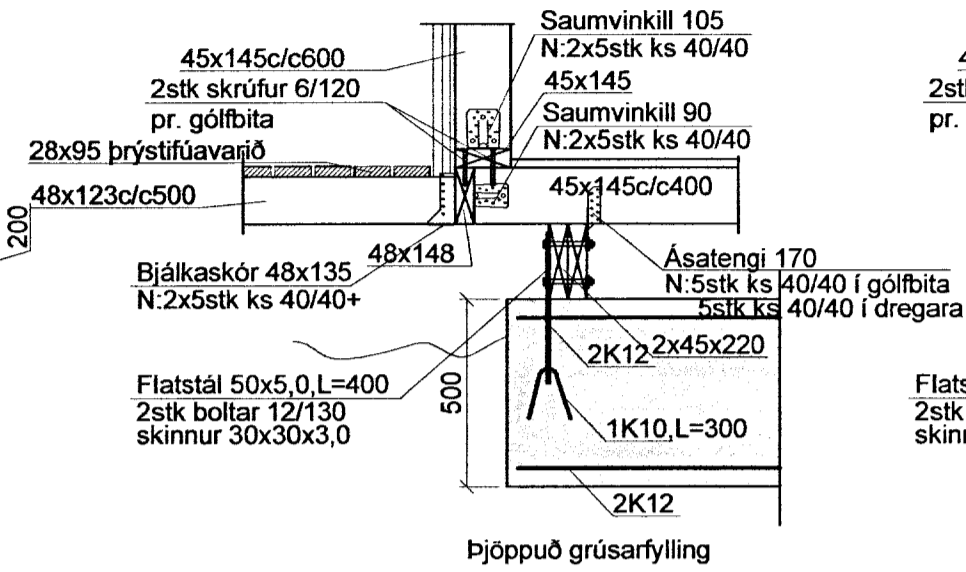 Saumvinkill 105
N:2x5stk ks 40/40
45x145c/c600
2stk skrúfur 6/120
pr. gólfbita
45x145
Saumvinkill 90
N:2x5stk ks 40/40
28x95 þrýstifúavarið
48x123c/c500
45x145c/c400
200
48x148
Bjálkaskór 48x135
N:2x5stk ks 40/40+
Ásatengi 170
N:5stk ks 40/40 í gólfbita
5stk ks 40/40 í dregara
2K12
2x45x220
Flatstál 50x5,0,L=400
2stk boltar 12/130
skinnur 30x30x3,0
500
1K10,L=300
2K12
Þjöppuð grúsarfylling
4
2stk
pr.
Flats
2stk
skinn